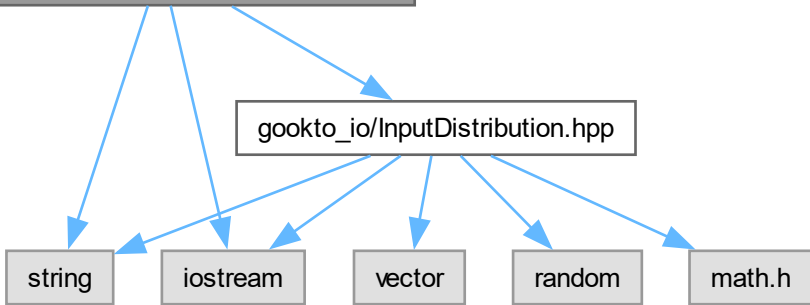 gookto_io/InputDistribution.hpp
string
iostream
vector
random
math.h